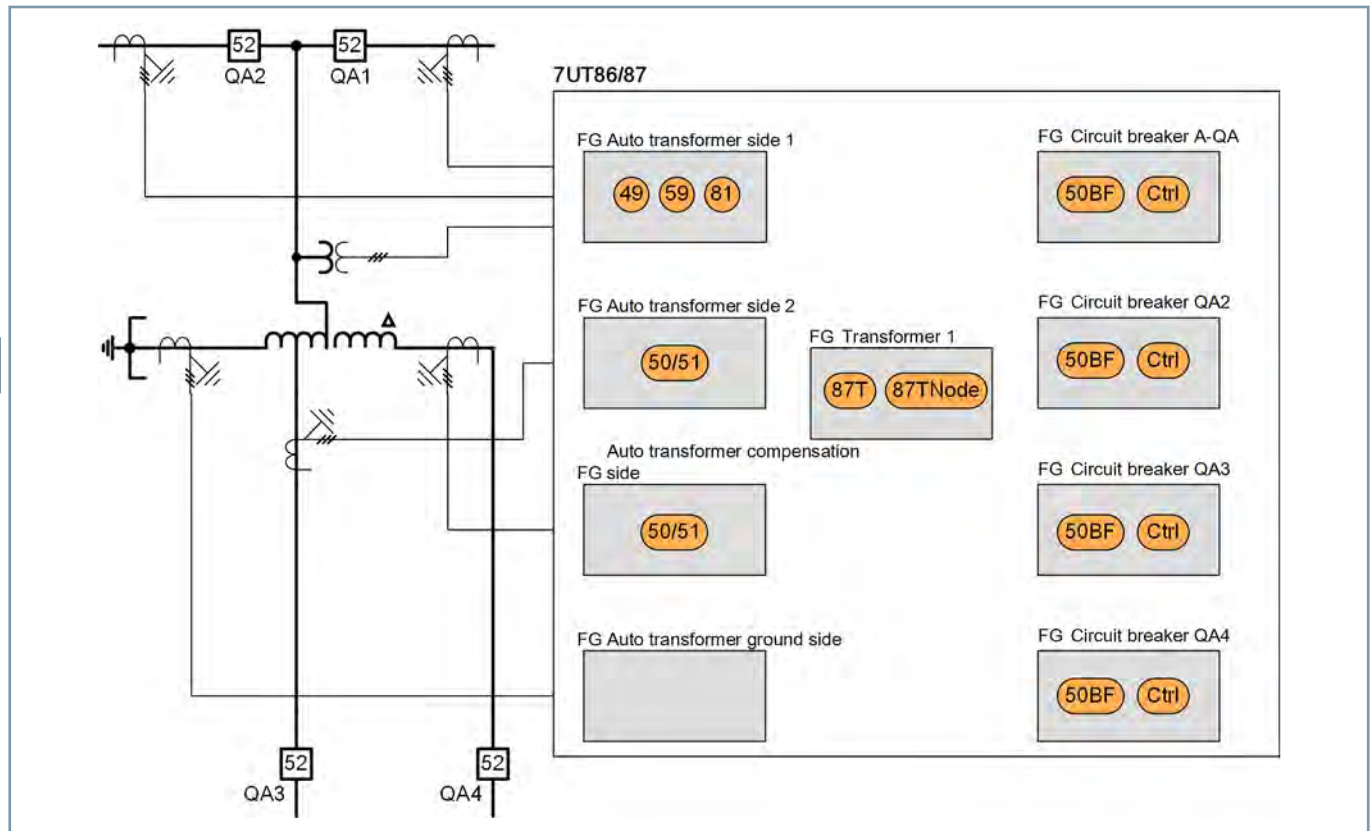 52
52
QA2
QA1
7UT86/87
FG Auto transformer side 1
49 59 81
FG Circuit breaker A-QA
50BF Ctrl
FG Auto transformer side 2
50/51
FG Transformer 1
87T 87TNode
FG Circuit breaker QA2
50BF Ctrl
Auto transformer compensation
FG side
50/51
FG Circuit breaker QA3
50BF Ctrl
FG Auto transformer ground side
FG Circuit breaker QA4
50BF Ctrl
52
QA3
52
QA4